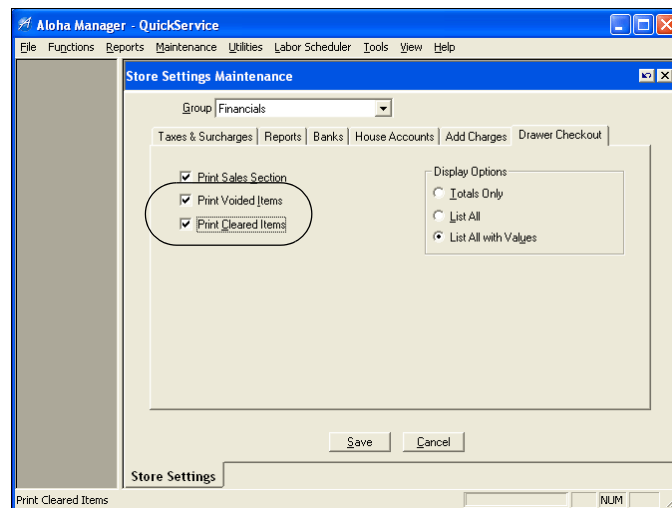 Aloha Manager - QuickService
File Functions Reports Maintenance Utilities Labor Scheduler Tools View Help
Store Settings Maintenance
Group Financials
Taxes & Surcharges Reports Banks House Accounts Add Charges Drawer Checkout
Print Sales Section
Print Voided Items
Print Cleared Items
Display Options
Totals Only
List All
List All with Values
Save Cancel
Store Settings
Print Cleared Items NUM